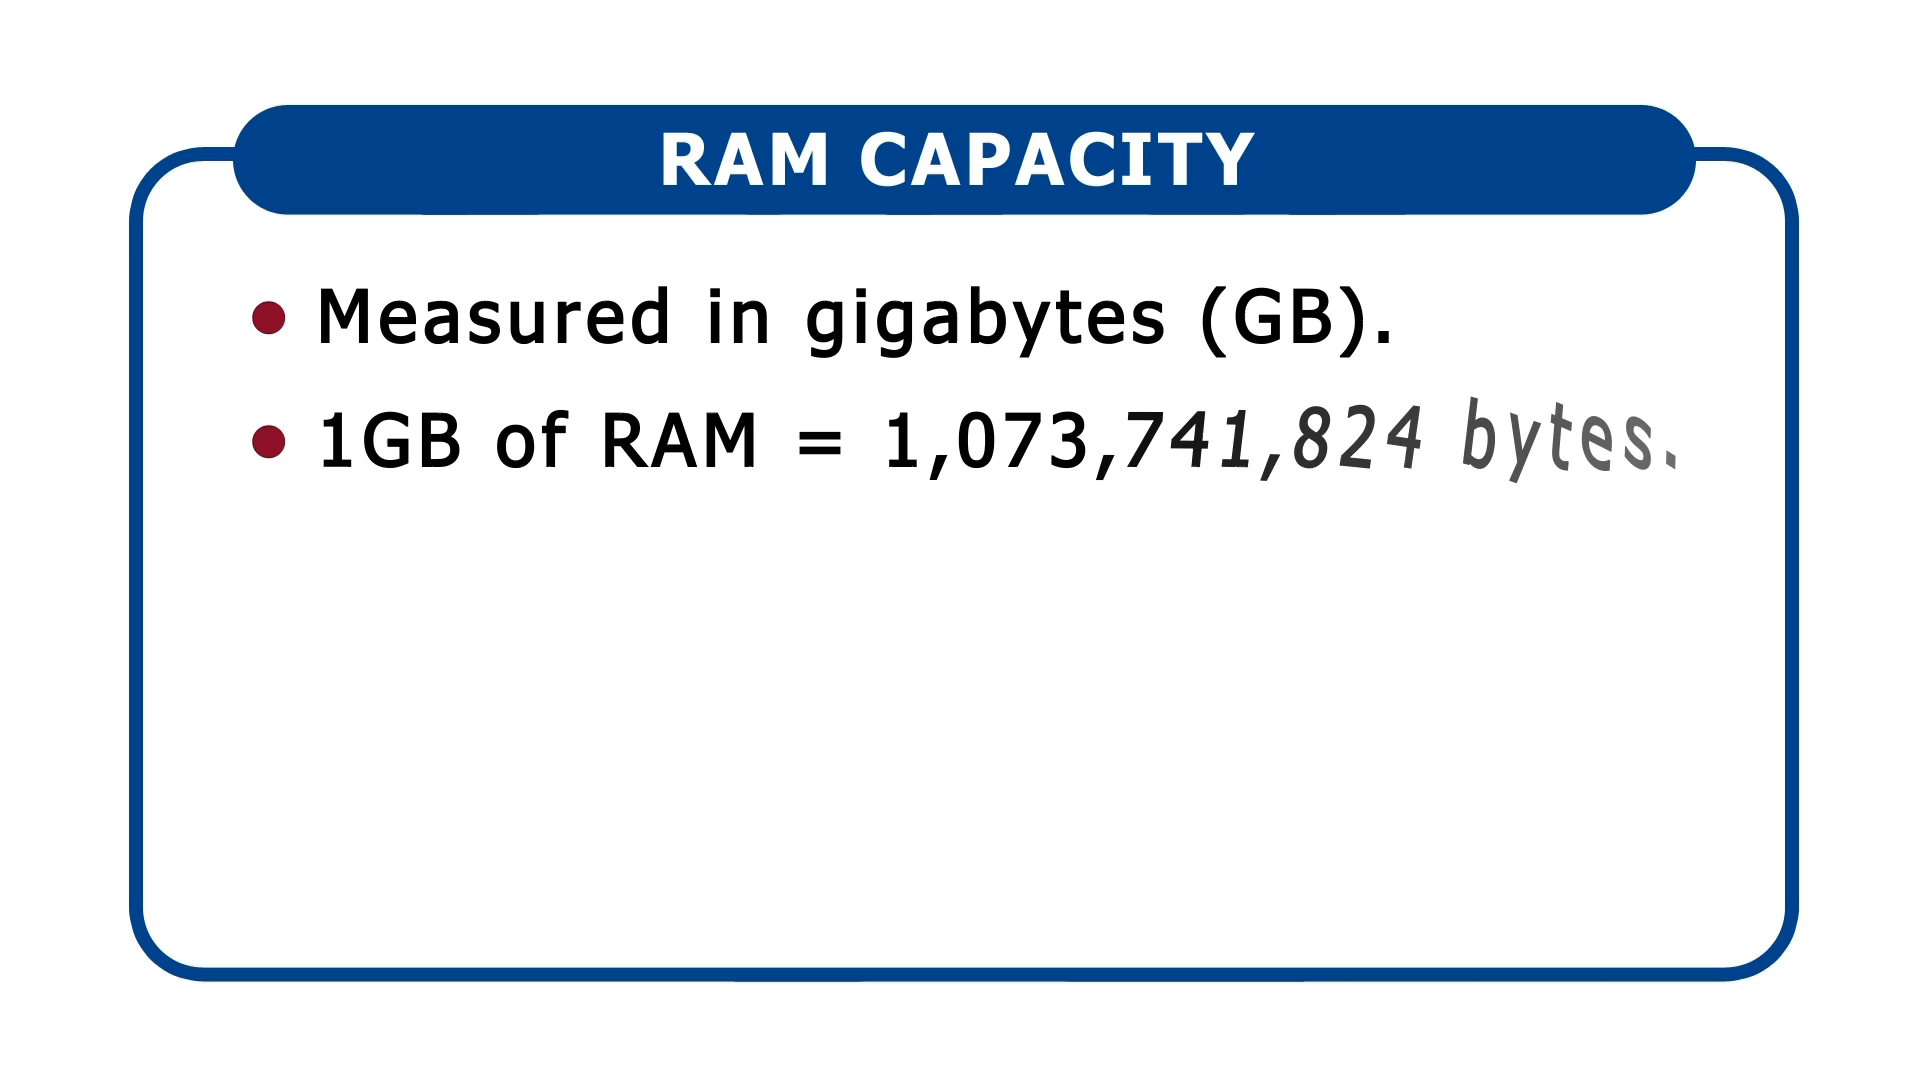 RAM CAPACITY
• Measured in gigabytes (GB).
• 1GB of RAM = 1,073,741,824 bytes.